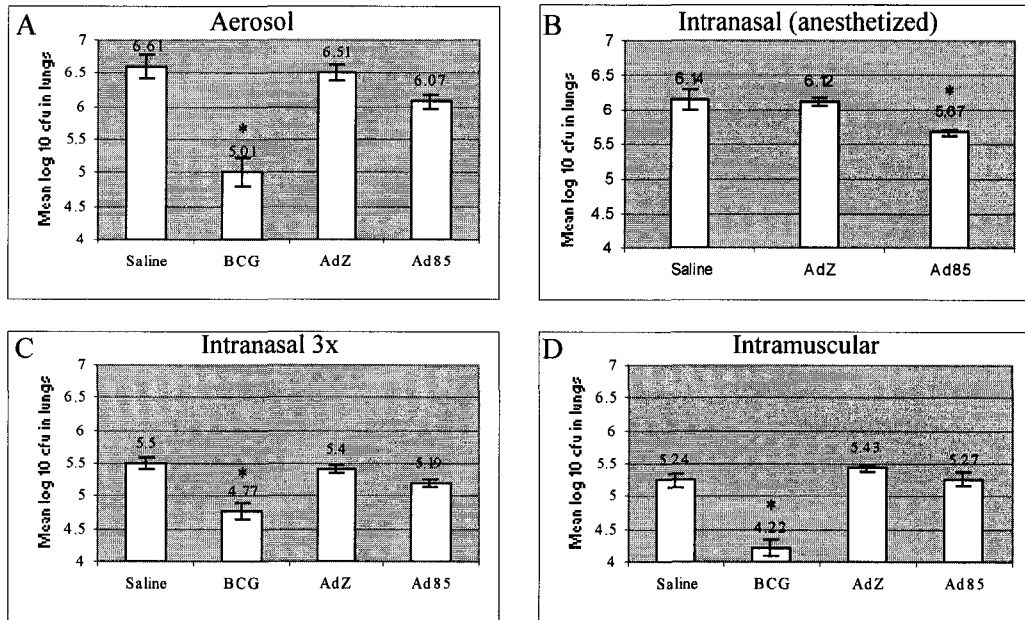 A
Aerosol
Mean log 10 cfu in lungs
7
6.5
6
5.5
5
4.5
4
6.61
*
5.01
6.51
6.07
Saline BCG AdZ Ad85
B
Intranasal (anesthetized)
Mean log 10 cfu in lungs
7
6.5
6
5.5
5
4.5
4
6.14
6.12
*
5.67
Saline AdZ Ad85
C
Intranasal 3x
Mean log 10 cfu in lungs
7
6.5
6
5.5
5
4.5
4
5.5
*
4.77
5.4
5.19
Saline BCG AdZ Ad85
D
Intramuscular
Mean log 10 cfu in lungs
7
6.5
6
5.5
5
4.5
4
5.24
*
4.22
5.43
5.27
Saline BCG AdZ Ad85